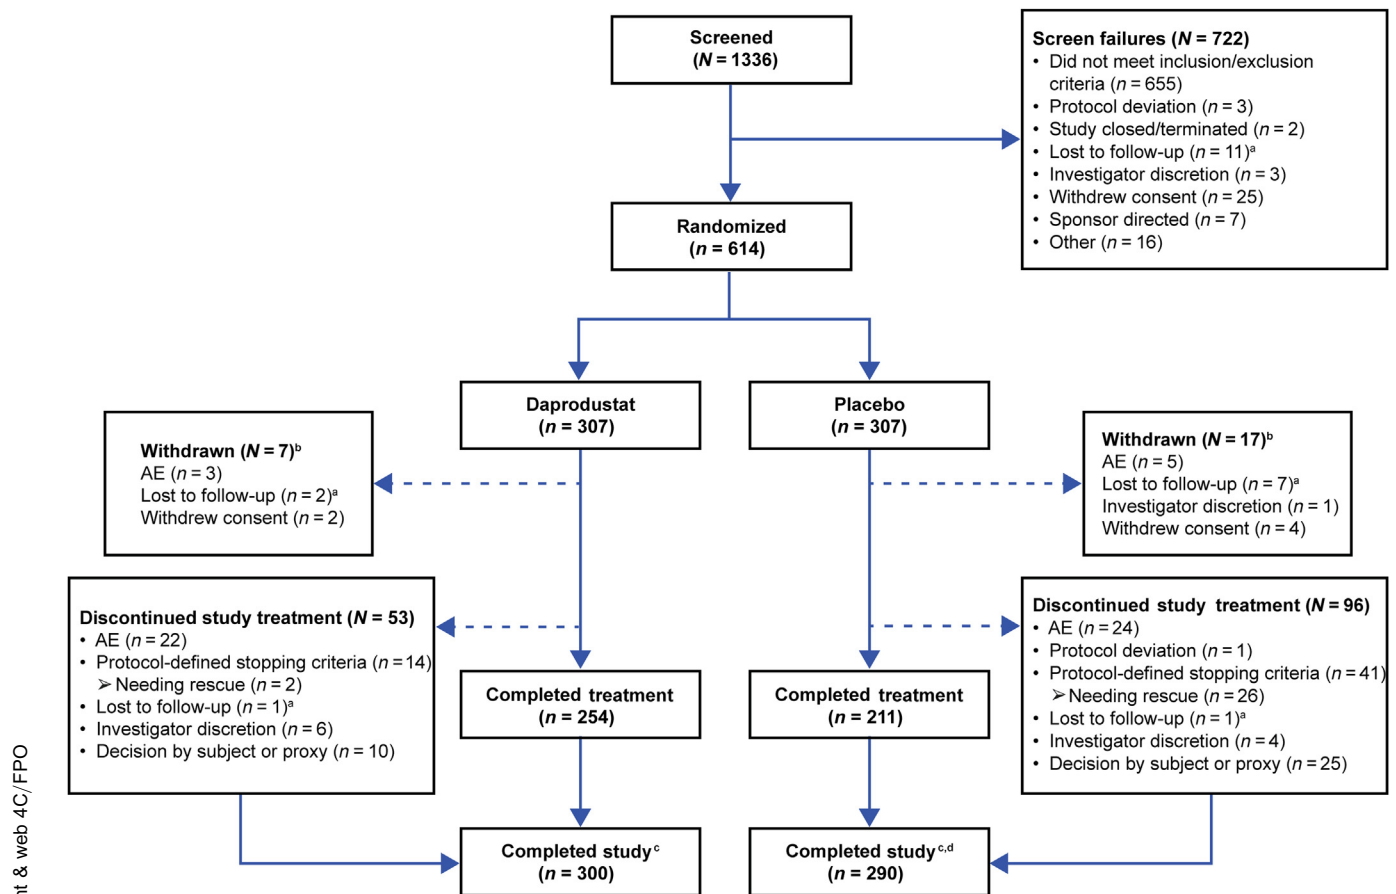 Screened
(N = 1336)
Screen failures (N = 722)
• Did not meet inclusion/exclusion
criteria (n = 655)
• Protocol deviation (n = 3)
• Study closed/terminated (n = 2)
• Lost to follow-up (n = 11)a
• Investigator discretion (n = 3)
• Withdrew consent (n = 25)
• Sponsor directed (n = 7)
• Other (n = 16)
Randomized
(n = 614)
Daprodustat
(n = 307)
Placebo
(n = 307)
Withdrawn (N = 7)b
AE (n = 3)
Lost to follow-up (n = 2)a
Withdrew consent (n = 2)
Withdrawn (N = 17)b
AE (n = 5)
Lost to follow-up (n = 7)a
Investigator discretion (n = 1)
Withdrew consent (n = 4)
Discontinued study treatment (N = 53)
• AE (n = 22)
• Protocol-defined stopping criteria (n = 14)
➢ Needing rescue (n = 2)
• Lost to follow-up (n = 1)a
• Investigator discretion (n = 6)
• Decision by subject or proxy (n = 10)
Discontinued study treatment (N = 96)
• AE (n = 24)
• Protocol deviation (n = 1)
• Protocol-defined stopping criteria (n = 41)
➢ Needing rescue (n = 26)
• Lost to follow-up (n = 1)a
• Investigator discretion (n = 4)
• Decision by subject or proxy (n = 25)
Completed treatment
(n = 254)
Completed treatment
(n = 211)
Completed study c
(n = 300)
Completed study c,d
(n = 290)
& web 4C/FPO